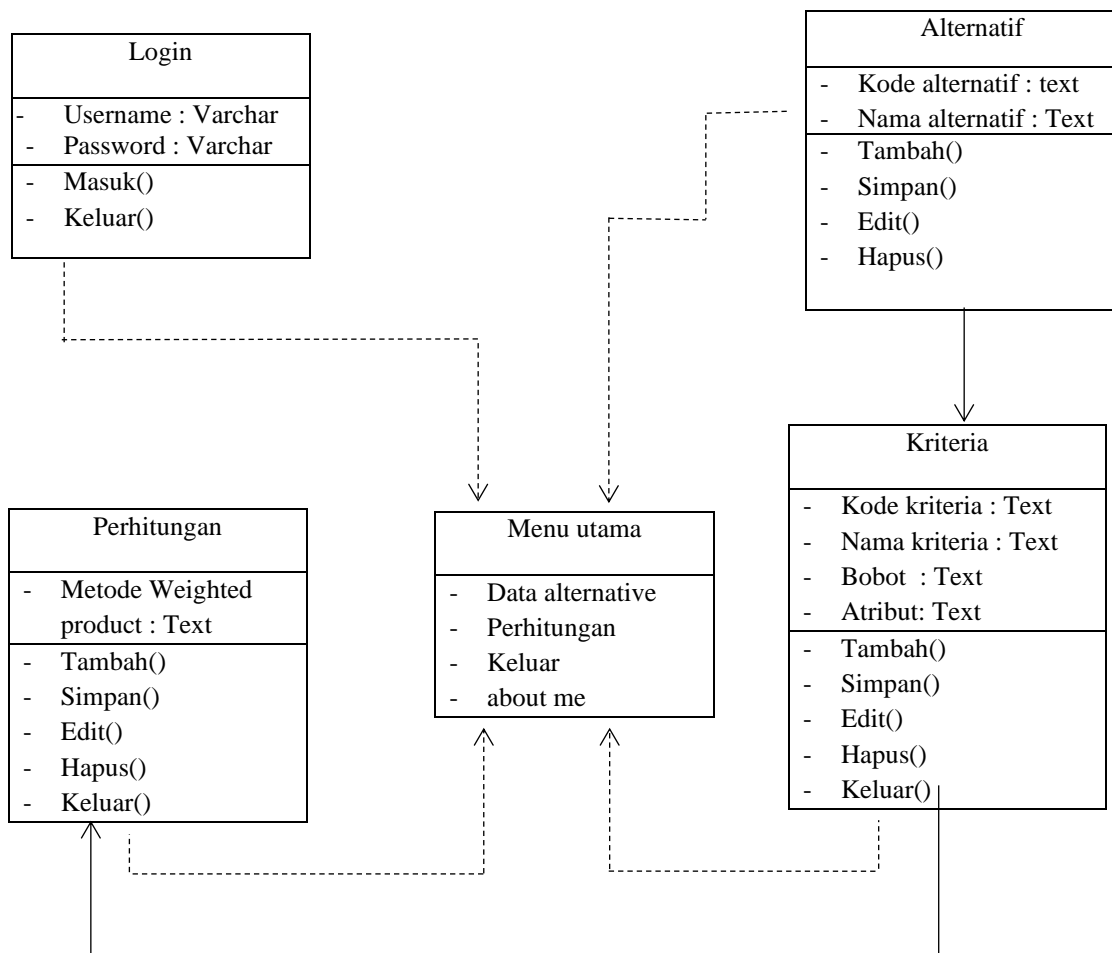 Login
- Username : Varchar
- Password : Varchar
- Masuk()
- Keluar()
Alternatif
- Kode alternatif : text
- Nama alternatif : Text
- Tambah()
- Simpan()
- Edit()
- Hapus()
Perhitungan
- Metode Weighted
product : Text
- Tambah()
- Simpan()
- Edit()
- Hapus()
- Keluar()
Menu utama
- Data alternative
- Perhitungan
- Keluar
- about me
Kriteria
- Kode kriteria : Text
- Nama kriteria : Text
- Bobot  : Text
- Atribut: Text
- Tambah()
- Simpan()
- Edit()
- Hapus()
- Keluar()